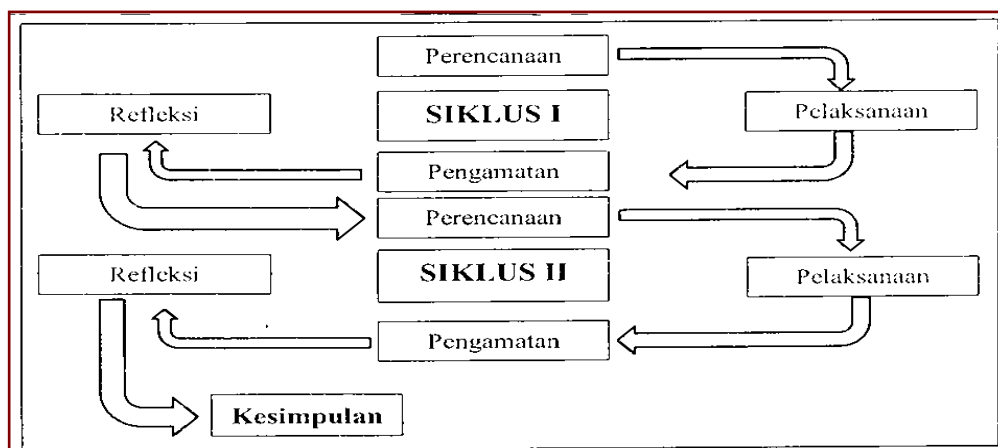 Perencanaan
Refleksi
SIKLUS I
Pelaksanaan
Pengamatan
Perencanaan
Refleksi
SIKLUS II
Pelaksanaan
Pengamatan
Kesimpulan